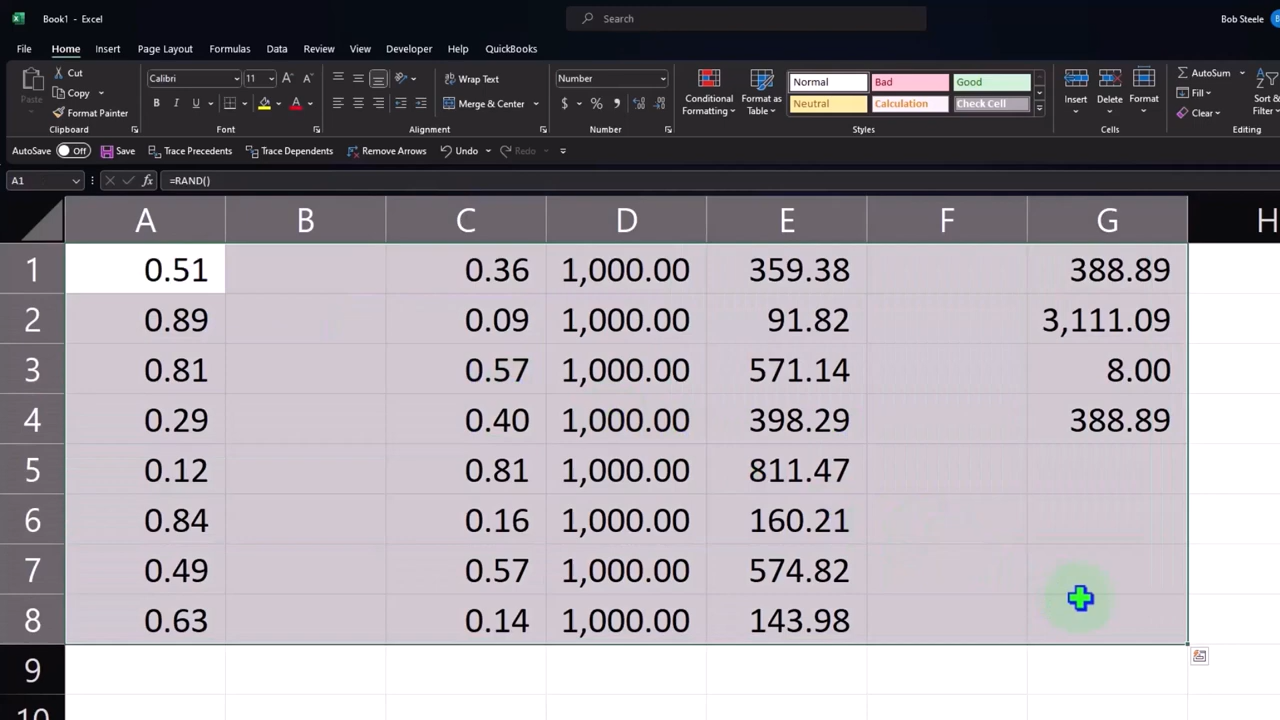 Book1 - Excel
Search
Bob Steele
File Home Insert Page Layout Formulas Data Review View Developer Help QuickBooks
Paste
Cut
Copy
Format Painter
Clipboard
Calibri 11
B I U
Font
Wrap Text
Merge & Center
Alignment
Number
$ % ,
Number
Conditional Formatting
Format as Table
Normal Bad Good
Neutral Calculation Check Cell
Styles
Insert Delete Format
Cells
AutoSum
Fill
Clear
Sort & Filter
Editing
AutoSave Off Save Trace Precedents Trace Dependents Remove Arrows Undo Redo
A1 fx =RAND()
A B C D E F G H
1 0.51 0.36 1,000.00 359.38 388.89
2 0.89 0.09 1,000.00 91.82 3,111.09
3 0.81 0.57 1,000.00 571.14 8.00
4 0.29 0.40 1,000.00 398.29 388.89
5 0.12 0.81 1,000.00 811.47
6 0.84 0.16 1,000.00 160.21
7 0.49 0.57 1,000.00 574.82
8 0.63 0.14 1,000.00 143.98
9
10